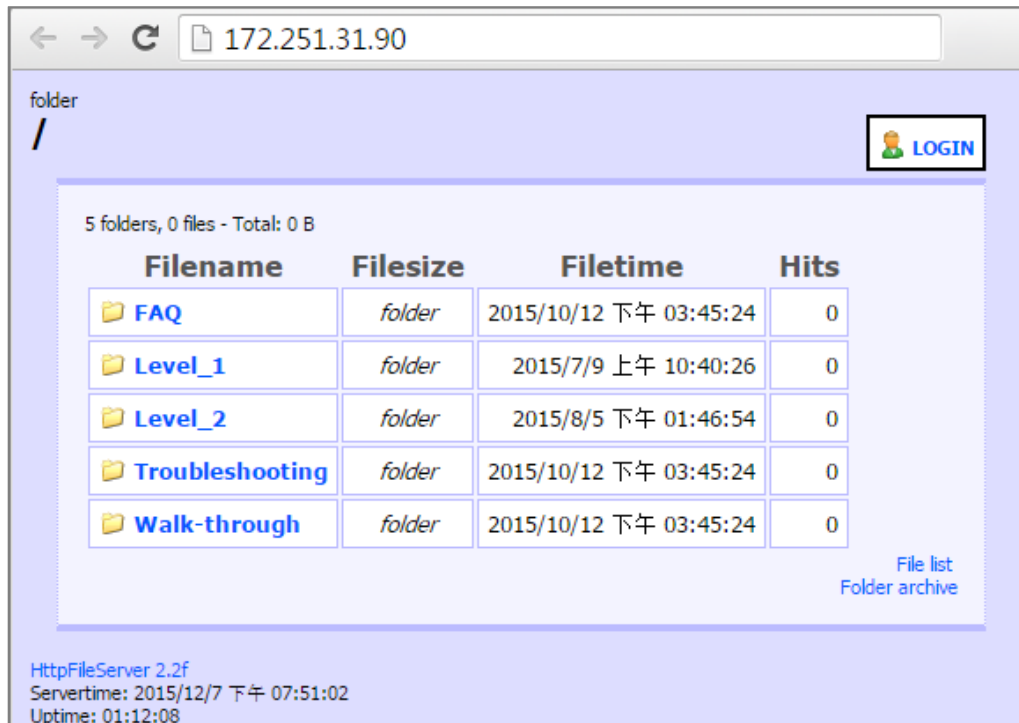 172.251.31.90
folder
/
LOGIN
5 folders, 0 files - Total: 0 B
Filename Filesize Filetime Hits
FAQ folder 2015/10/12 下午 03:45:24 0
Level_1 folder 2015/7/9 上午 10:40:26 0
Level_2 folder 2015/8/5 下午 01:46:54 0
Troubleshooting folder 2015/10/12 下午 03:45:24 0
Walk-through folder 2015/10/12 下午 03:45:24 0
File list
Folder archive
HttpFileServer 2.2f
Servertime: 2015/12/7 下午 07:51:02
Uptime: 01:12:08